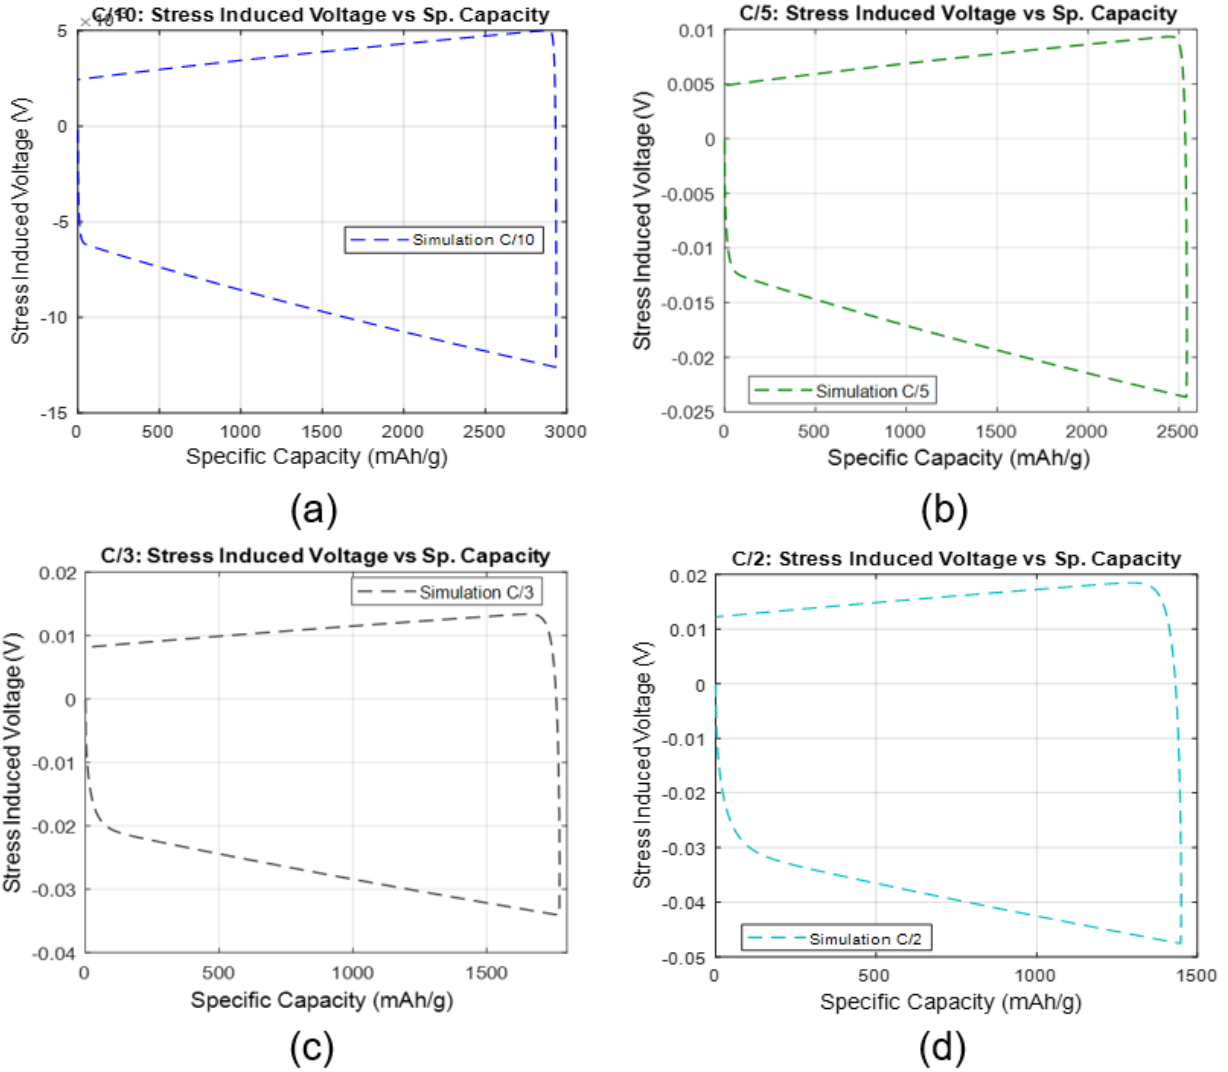 C/10: Stress Induced Voltage vs Sp. Capacity
5
0
-5
-10
-15
Stress Induced Voltage (V)
Simulation C/10
0 500 1000 1500 2000 2500 3000
Specific Capacity (mAh/g)
(a)
C/5: Stress Induced Voltage vs Sp. Capacity
0.01
0.005
0
-0.005
-0.01
-0.015
-0.02
-0.025
Stress Induced Voltage (V)
Simulation C/5
0 500 1000 1500 2000 2500
Specific Capacity (mAh/g)
(b)
C/3: Stress Induced Voltage vs Sp. Capacity
0.02
0.01
0
-0.01
-0.02
-0.03
-0.04
Stress Induced Voltage (V)
Simulation C/3
0 500 1000 1500
Specific Capacity (mAh/g)
(c)
C/2: Stress Induced Voltage vs Sp. Capacity
0.02
0.01
0
-0.01
-0.02
-0.03
-0.04
-0.05
Stress Induced Voltage (V)
Simulation C/2
0 500 1000 1500
Specific Capacity (mAh/g)
(d)